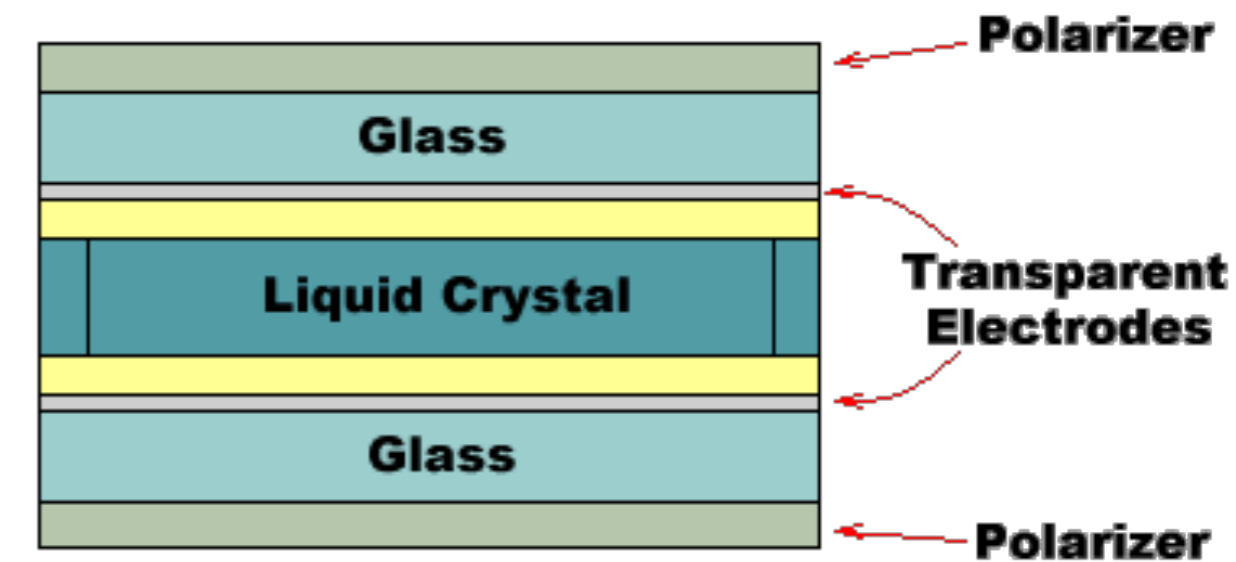 Polarizer
Glass
Transparent
Electrodes
Liquid Crystal
Glass
Polarizer